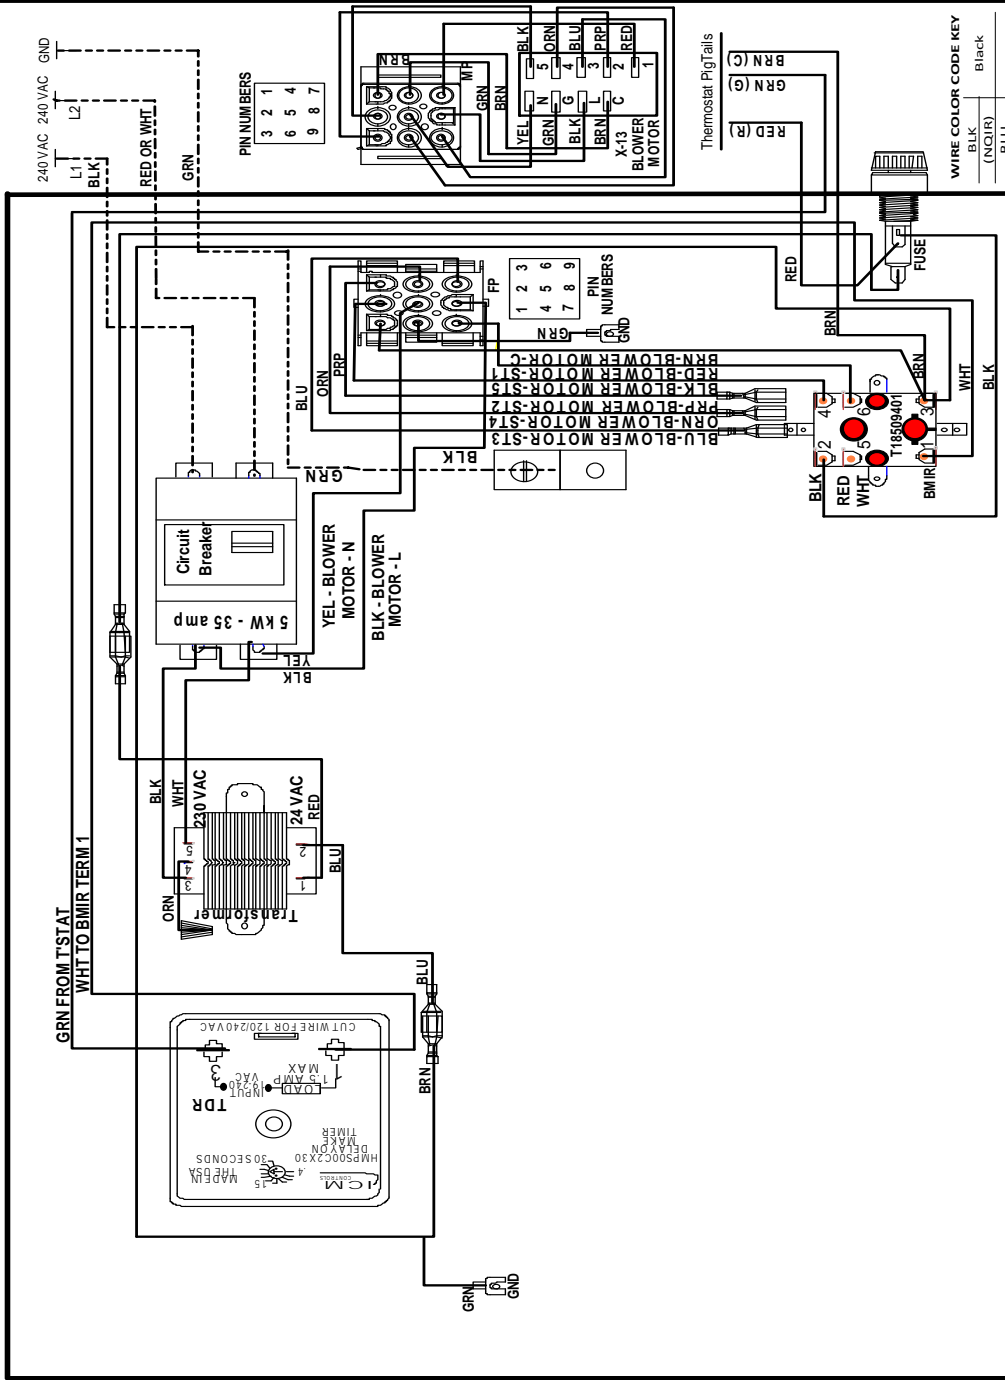 240 VAC 240 VAC GND
L1 L2
BLK
RED OR WHT
GRN
PIN NUMBERS
3 2 1
6 5 4
9 8 7
BRN
MP
GRN
BRN
BLK
ORN
BLU
PRP
RED
5 4 3 2 1
N G L C
YEL
GRN
BLK
BRN
X-13
BLOWER
MOTOR
Thermostat PigTails
BRN (C)
GRN (G)
RED (R)
WIRE COLOR CODE KEY
BLK Black
(NQIR)
BLU
FUSE
RED
BRN
BRN
WHT
BLK
FP
1 2 3
4 5 6
7 8 9
PIN
NUMBERS
GRN
GND
BLU
ORN
PRP
BRN-BLOWER MOTOR-C
RED-BLOWER MOTOR-ST1
BLK-BLOWER MOTOR-ST5
PRP-BLOWER MOTOR-ST2
ORN-BLOWER MOTOR-ST4
BLU-BLOWER MOTOR-ST3
BLK
GRN
4 6 3
2 5 1
T18509401
BLK
RED
WHT
BMIR
Circuit
Breaker
5 kW - 35 amp
YEL
BLK
YEL - BLOWER
MOTOR - N
BLK - BLOWER
MOTOR - L
BLK
WHT
230 VAC
24 VAC
RED
BLU
ORN
3 4 5
1 2
Transformer
GRN FROM T'STAT
WHT TO BMIR TERM 1
BLU
BRN
CUT WIRE FOR 120/240VAC
3
TDR
INPUT
19-240
VAC
LOAD
1.5 AMP
MAX
HMPS00C2X30
DELAY ON
MAKE
TIMER
30 SECONDS
MADE IN
THE USA
15
.4
ICM
CONTROLS
GRN
GND